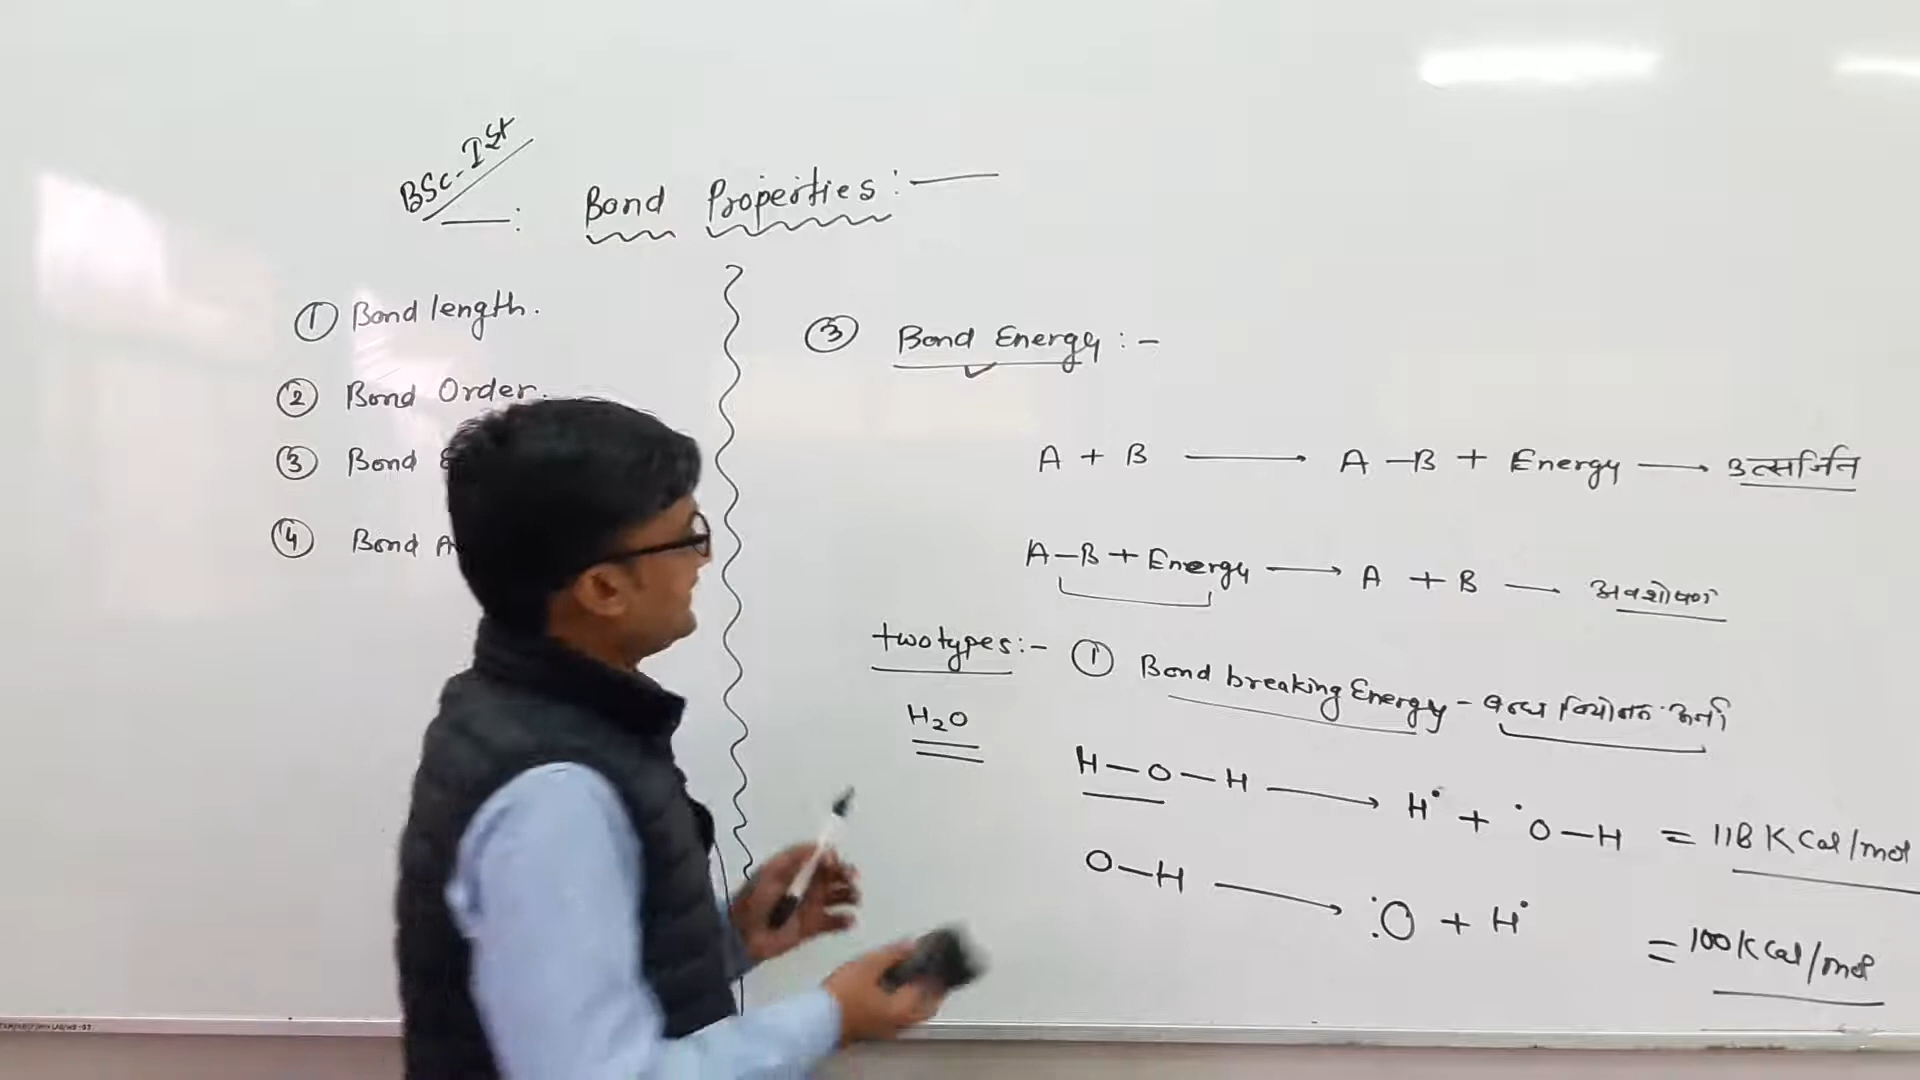 BSc-Ist
Bond Properties:—
① Bond length.
② Bond Order.
③ Bond
④ Bond A
③ Bond Energy :-
A + B ⟶ A–B + Energy ⟶ उत्सर्जित
A–B + Energy ⟶ A + B — अवशोषण
two types:- ① Bond breaking Energy - बन्ध वियोजन ऊर्जा
H₂O
H–O–H ⟶ H• + •O–H = 118 K Cal/mol
O–H ⟶ :O + H•
= 100 K Cal/mol